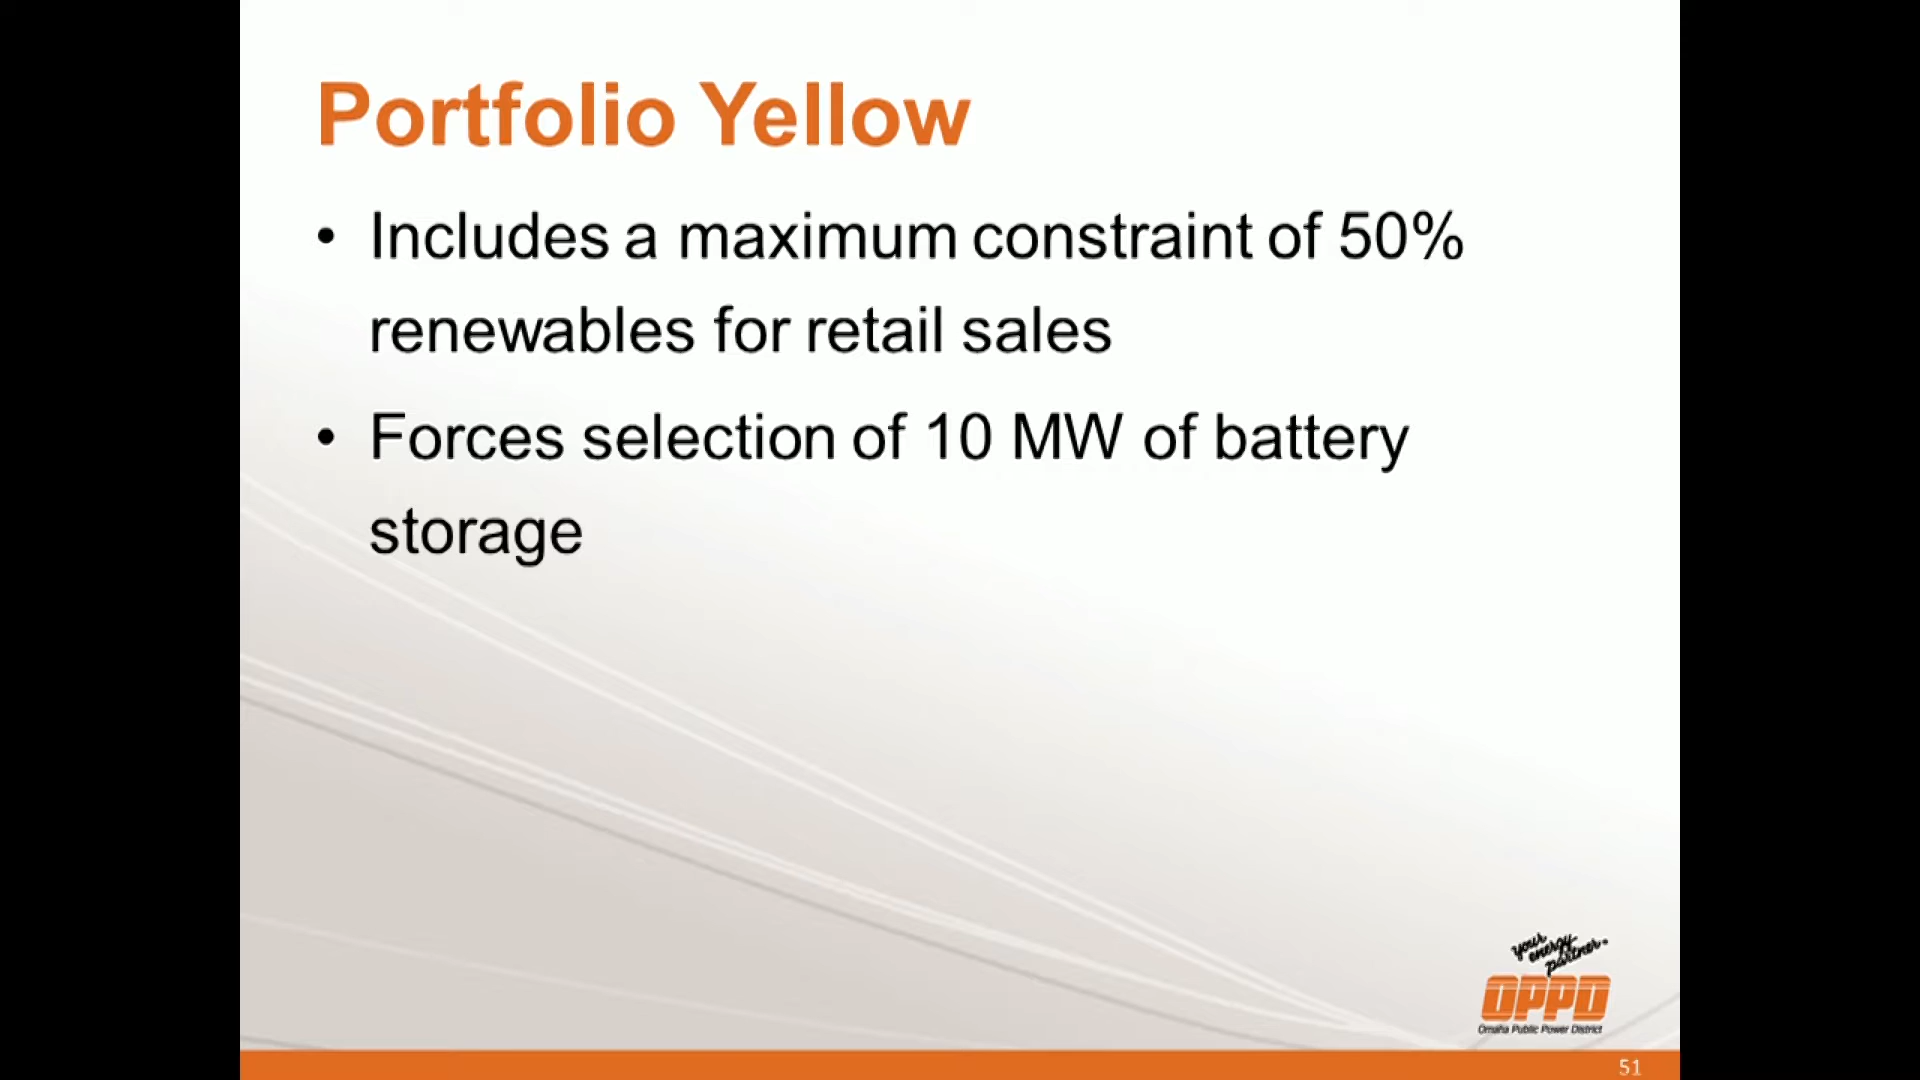 Portfolio Yellow
• Includes a maximum constraint of 50%
renewables for retail sales
• Forces selection of 10 MW of battery
storage
your
energy
partner.
OPPD
Omaha Public Power District
51